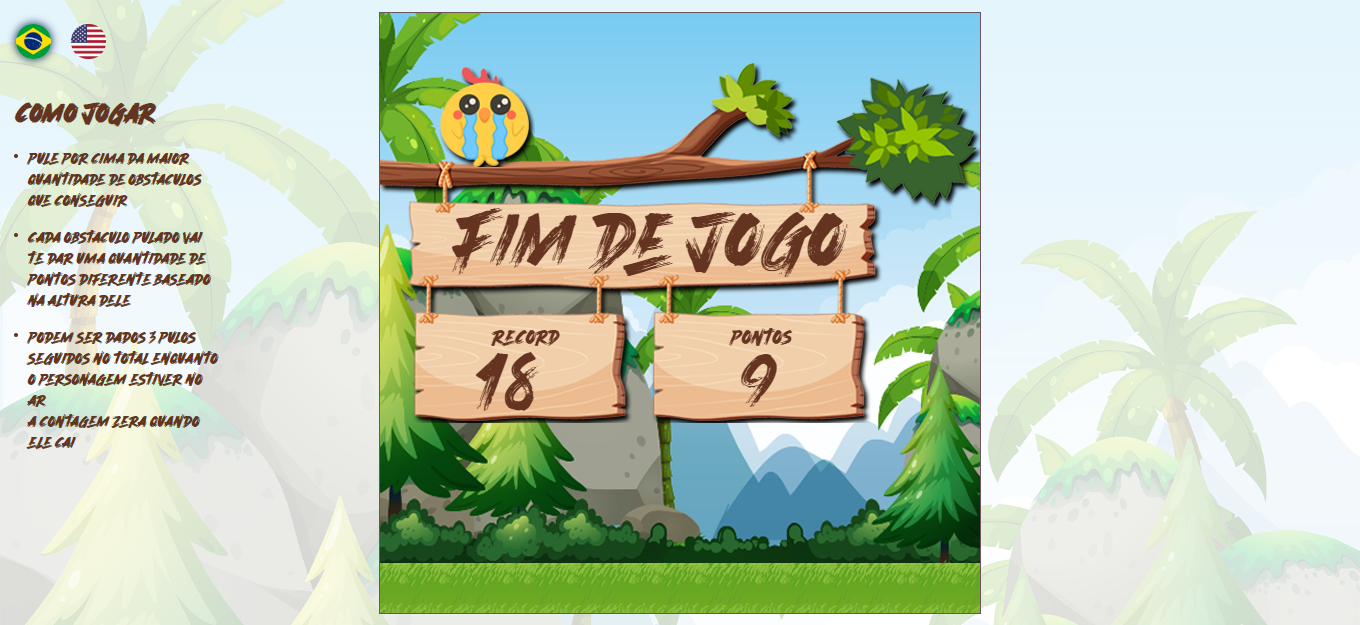 COMO JOGAR
• PULE POR CIMA DA MAIOR
QUANTIDADE DE OBSTACULOS
QUE CONSEGUIR
• CADA OBSTACULO PULADO VAI
TE DAR UMA QUANTIDADE DE
PONTOS DIFERENTE BASEADO
NA ALTURA DELE
• PODEM SER DADOS 3 PULOS
SEGUIDOS NO TOTAL ENQUANTO
O PERSONAGEM ESTIVER NO
AR
A CONTAGEM ZERA QUANDO
ELE CAI
FIM DE JOGO
RECORD
18
PONTOS
9